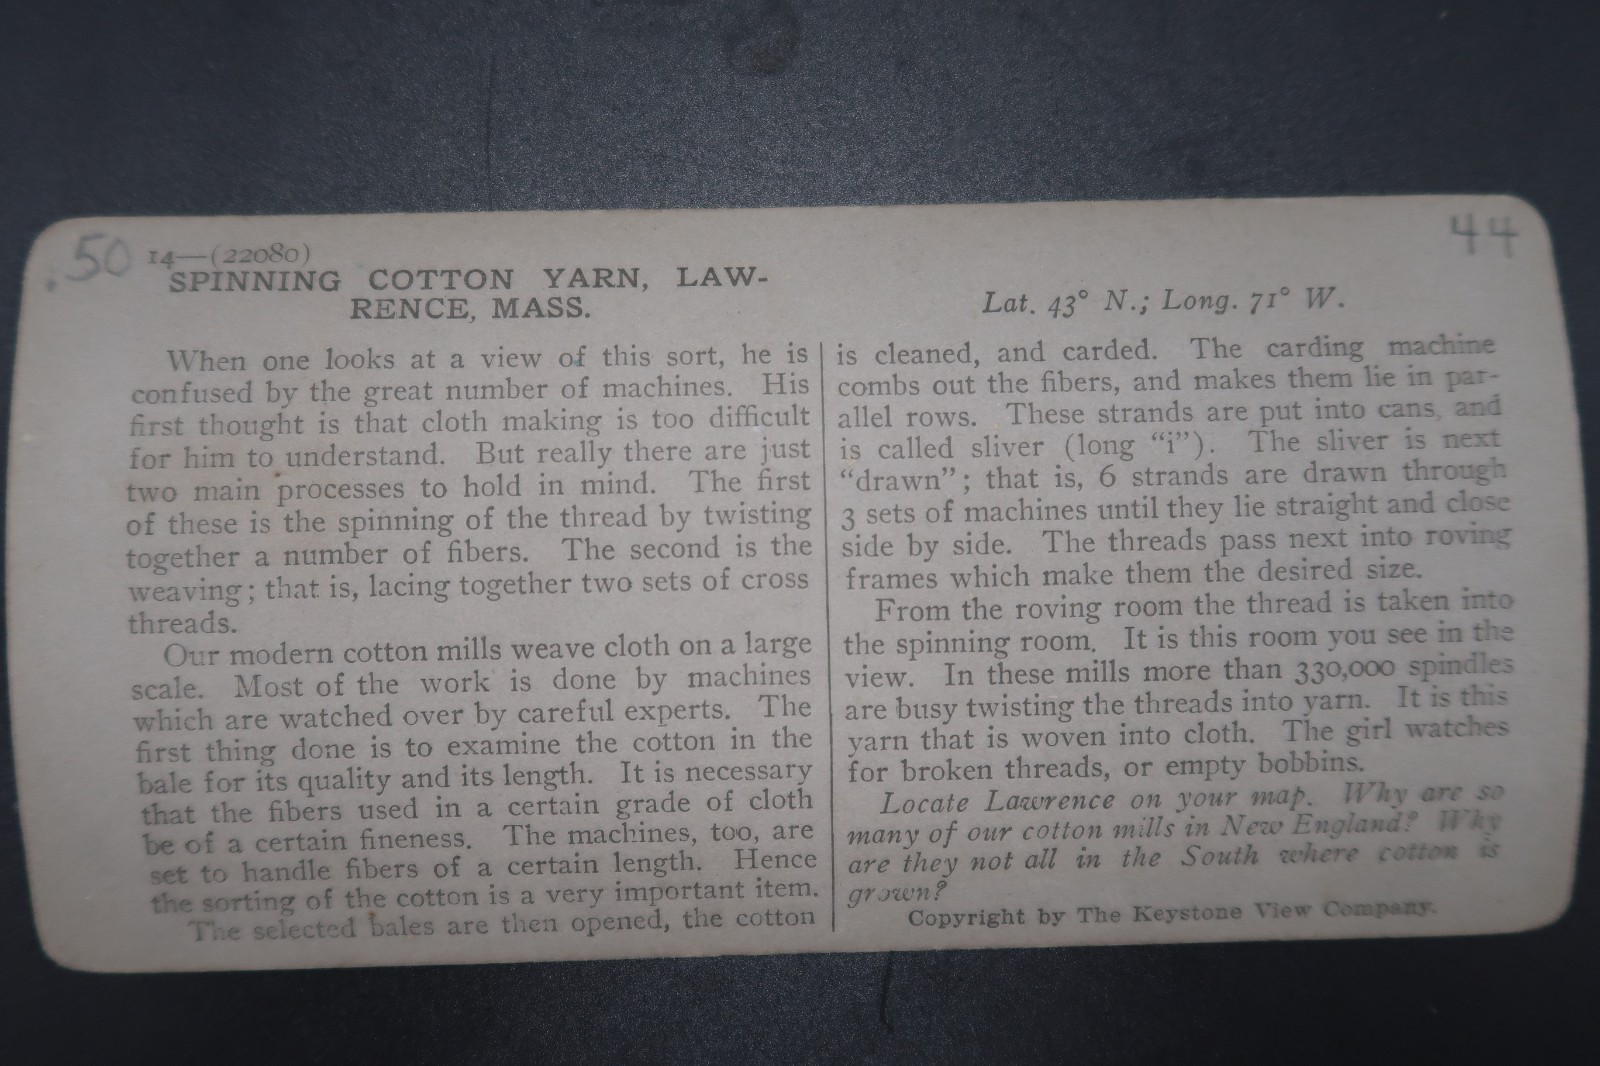 .50
44
14—(22080)
SPINNING COTTON YARN, LAW-
RENCE, MASS.
Lat. 43° N.; Long. 71° W.
When one looks at a view of this sort, he is
confused by the great number of machines. His
first thought is that cloth making is too difficult
for him to understand. But really there are just
two main processes to hold in mind. The first
of these is the spinning of the thread by twisting
together a number of fibers. The second is the
weaving; that is, lacing together two sets of cross
threads.
Our modern cotton mills weave cloth on a large
scale. Most of the work is done by machines
which are watched over by careful experts. The
first thing done is to examine the cotton in the
bale for its quality and its length. It is necessary
that the fibers used in a certain grade of cloth
be of a certain fineness. The machines, too, are
set to handle fibers of a certain length. Hence
the sorting of the cotton is a very important item.
The selected bales are then opened, the cotton
is cleaned, and carded. The carding machine
combs out the fibers, and makes them lie in par-
allel rows. These strands are put into cans, and
is called sliver (long “i”). The sliver is next
“drawn”; that is, 6 strands are drawn through
3 sets of machines until they lie straight and close
side by side. The threads pass next into roving
frames which make them the desired size.
From the roving room the thread is taken into
the spinning room. It is this room you see in the
view. In these mills more than 330,000 spindles
are busy twisting the threads into yarn. It is this
yarn that is woven into cloth. The girl watches
for broken threads, or empty bobbins.
Locate Lawrence on your map. Why are so
many of our cotton mills in New England? Why
are they not all in the South where cotton is
grown?
Copyright by The Keystone View Company.